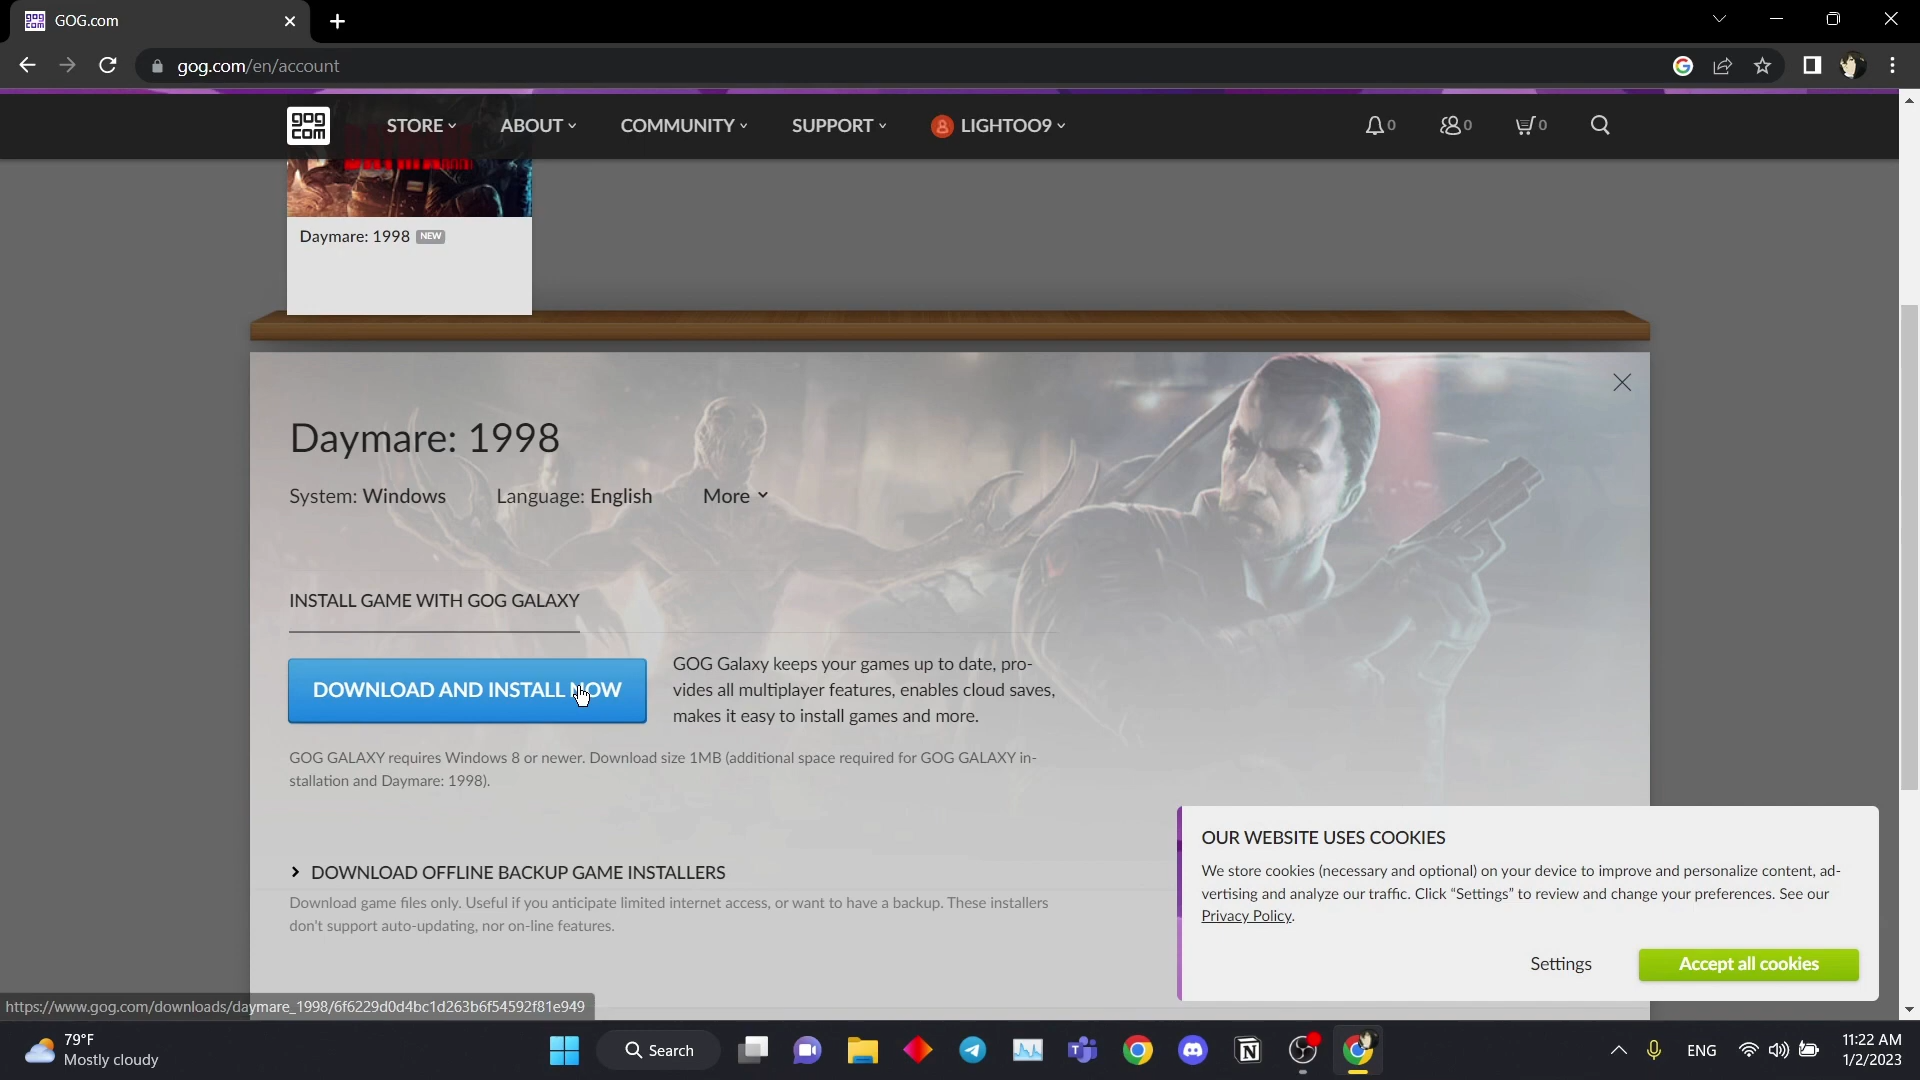 GOG.com
gog.com/en/account
gog com
STORE ABOUT COMMUNITY SUPPORT LIGHTOO9 0 0 0
Daymare: 1998 NEW
Daymare: 1998
System: Windows Language: English More
INSTALL GAME WITH GOG GALAXY
DOWNLOAD AND INSTALL NOW
GOG Galaxy keeps your games up to date, pro-
vides all multiplayer features, enables cloud saves,
makes it easy to install games and more.
GOG GALAXY requires Windows 8 or newer. Download size 1MB (additional space required for GOG GALAXY in-
stallation and Daymare: 1998).
DOWNLOAD OFFLINE BACKUP GAME INSTALLERS
Download game files only. Useful if you anticipate limited internet access, or want to have a backup. These installers
don't support auto-updating, nor on-line features.
OUR WEBSITE USES COOKIES
We store cookies (necessary and optional) on your device to improve and personalize content, ad-
vertising and analyze our traffic. Click “Settings” to review and change your preferences. See our
Privacy Policy.
Settings Accept all cookies
https://www.gog.com/downloads/daymare_1998/6f6229d0d4bc1d263b6f54592f81e949
79°F
Mostly cloudy
Search
ENG
11:22 AM
1/2/2023